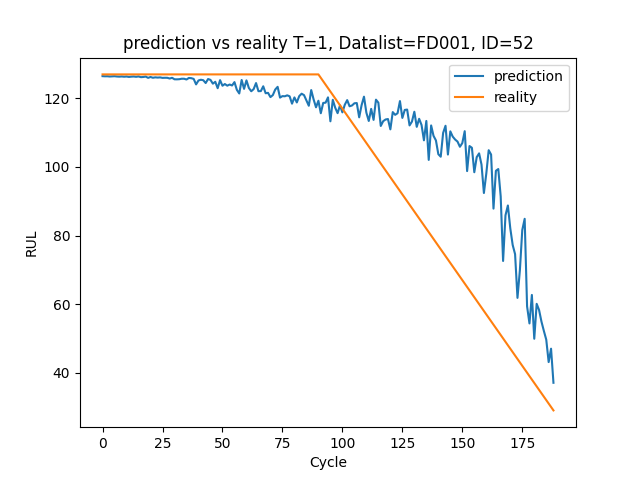 prediction vs reality T=1, Datalist=FD001, ID=52
prediction
reality
120
100
80
60
40
RUL
0 25 50 75 100 125 150 175
Cycle